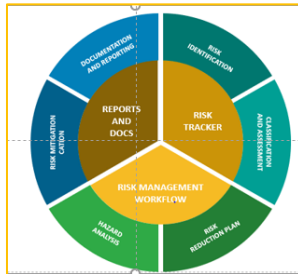 DOCUMENTATION
AND REPORTING
RISK
IDENTIFICATION
CLASSIFICATION
AND ASSESSMENT
RISK
REDUCTION PLAN
HAZARD
ANALYSIS
RISK MITIGATION
CATION
REPORTS
AND
DOCS
RISK
TRACKER
RISK MANAGEMENT
WORKFLOW